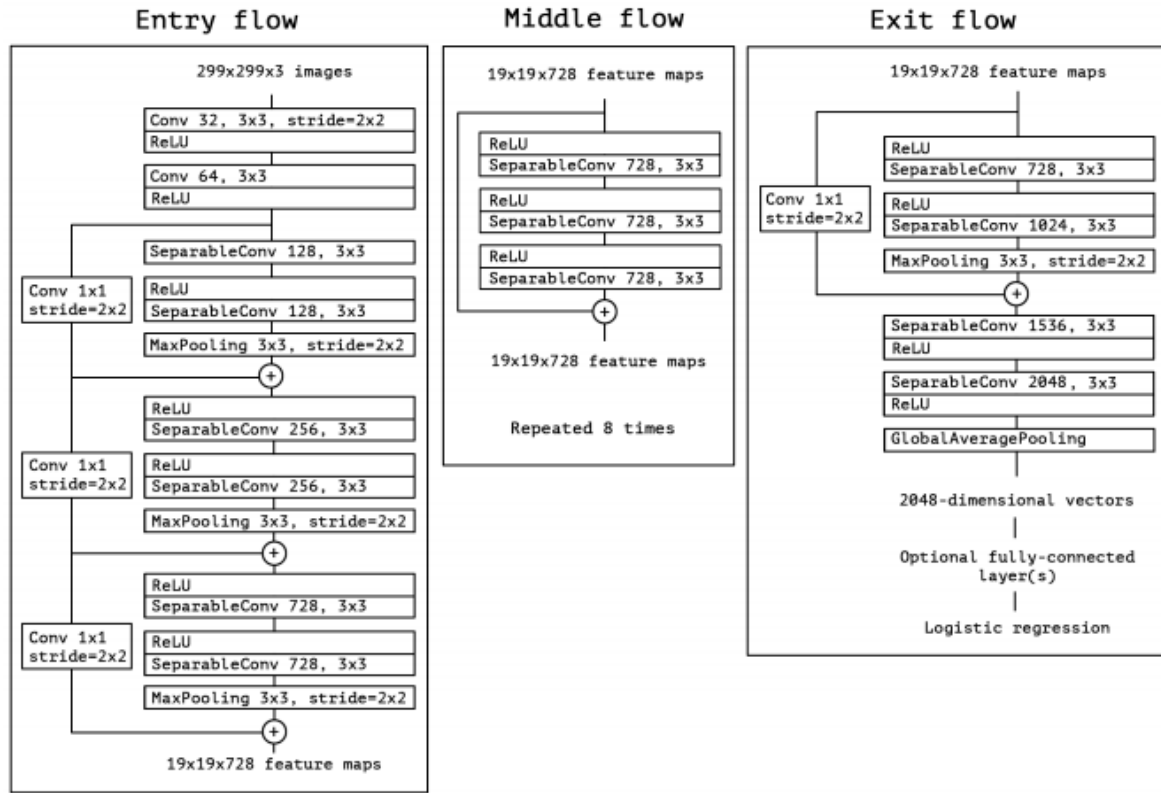 Entry flow
299x299x3 images
Conv 32, 3x3, stride=2x2
ReLU
Conv 64, 3x3
ReLU
SeparableConv 128, 3x3
Conv 1x1
stride=2x2
ReLU
SeparableConv 128, 3x3
MaxPooling 3x3, stride=2x2
+
ReLU
SeparableConv 256, 3x3
Conv 1x1
stride=2x2
ReLU
SeparableConv 256, 3x3
MaxPooling 3x3, stride=2x2
+
ReLU
SeparableConv 728, 3x3
Conv 1x1
stride=2x2
ReLU
SeparableConv 728, 3x3
MaxPooling 3x3, stride=2x2
+
19x19x728 feature maps
Middle flow
19x19x728 feature maps
ReLU
SeparableConv 728, 3x3
ReLU
SeparableConv 728, 3x3
ReLU
SeparableConv 728, 3x3
+
19x19x728 feature maps
Repeated 8 times
Exit flow
19x19x728 feature maps
ReLU
SeparableConv 728, 3x3
Conv 1x1
stride=2x2
ReLU
SeparableConv 1024, 3x3
MaxPooling 3x3, stride=2x2
+
SeparableConv 1536, 3x3
ReLU
SeparableConv 2048, 3x3
ReLU
GlobalAveragePooling
2048-dimensional vectors
Optional fully-connected
layer(s)
Logistic regression